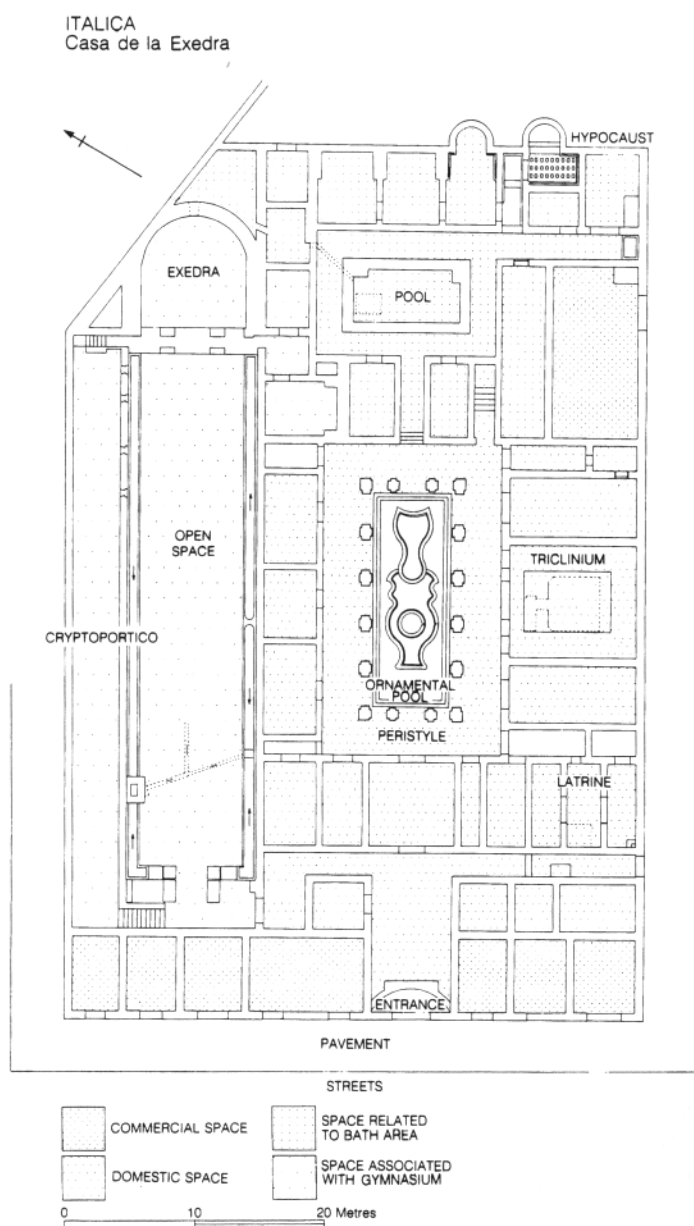 ITALICA
Casa de la Exedra
HYPOCAUST
EXEDRA
POOL
OPEN
SPACE
TRICLINIUM
CRYPTOPORTICO
ORNAMENTAL
POOL
PERISTYLE
LATRINE
ENTRANCE
PAVEMENT
STREETS
COMMERCIAL SPACE
SPACE RELATED
TO BATH AREA
DOMESTIC SPACE
SPACE ASSOCIATED
WITH GYMNASIUM
0 10 20 Metres